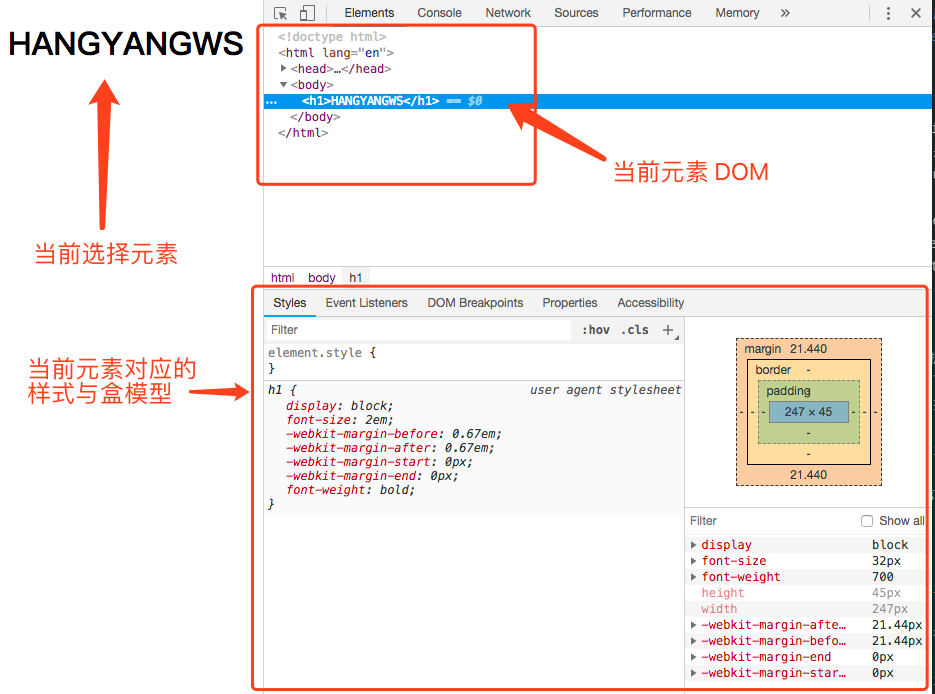 HANGYANGWS
当前选择元素
当前元素对应的
样式与盒模型
Elements Console Network Sources Performance Memory »
<!doctype html>
<html lang="en">
<head>…</head>
<body>
… <h1>HANGYANGWS</h1> == $0
</body>
</html>
当前元素 DOM
html body h1
Styles Event Listeners DOM Breakpoints Properties Accessibility
Filter :hov .cls +
element.style {
}
h1 { user agent stylesheet
display: block;
font-size: 2em;
-webkit-margin-before: 0.67em;
-webkit-margin-after: 0.67em;
-webkit-margin-start: 0px;
-webkit-margin-end: 0px;
font-weight: bold;
}
margin 21.440
border -
padding
- - - 247 × 45 - - -
-
-
21.440
Filter Show all
display block
font-size 32px
font-weight 700
height 45px
width 247px
-webkit-margin-afte… 21.44px
-webkit-margin-befo… 21.44px
-webkit-margin-end 0px
-webkit-margin-star… 0px